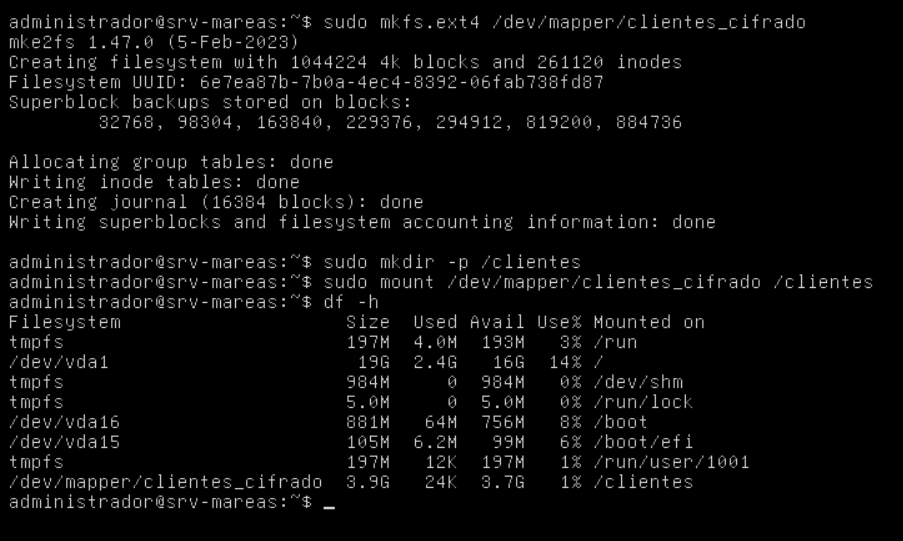 administrador@srv-mareas:~$ sudo mkfs.ext4 /dev/mapper/clientes_cifrado
mke2fs 1.47.0 (5-Feb-2023)
Creating filesystem with 1044224 4k blocks and 261120 inodes
Filesystem UUID: 6e7ea87b-7b0a-4ec4-8392-06fab738fd87
Superblock backups stored on blocks:
        32768, 98304, 163840, 229376, 294912, 819200, 884736

Allocating group tables: done
Writing inode tables: done
Creating journal (16384 blocks): done
Writing superblocks and filesystem accounting information: done

administrador@srv-mareas:~$ sudo mkdir -p /clientes
administrador@srv-mareas:~$ sudo mount /dev/mapper/clientes_cifrado /clientes
administrador@srv-mareas:~$ df -h
Filesystem                    Size  Used Avail Use% Mounted on
tmpfs                         197M  4.0M  193M   3% /run
/dev/vda1                      19G  2.4G   16G  14% /
tmpfs                         984M     0  984M   0% /dev/shm
tmpfs                         5.0M     0  5.0M   0% /run/lock
/dev/vda16                    881M   64M  756M   8% /boot
/dev/vda15                    105M  6.2M   99M   6% /boot/efi
tmpfs                         197M   12K  197M   1% /run/user/1001
/dev/mapper/clientes_cifrado  3.9G   24K  3.7G   1% /clientes
administrador@srv-mareas:~$ _